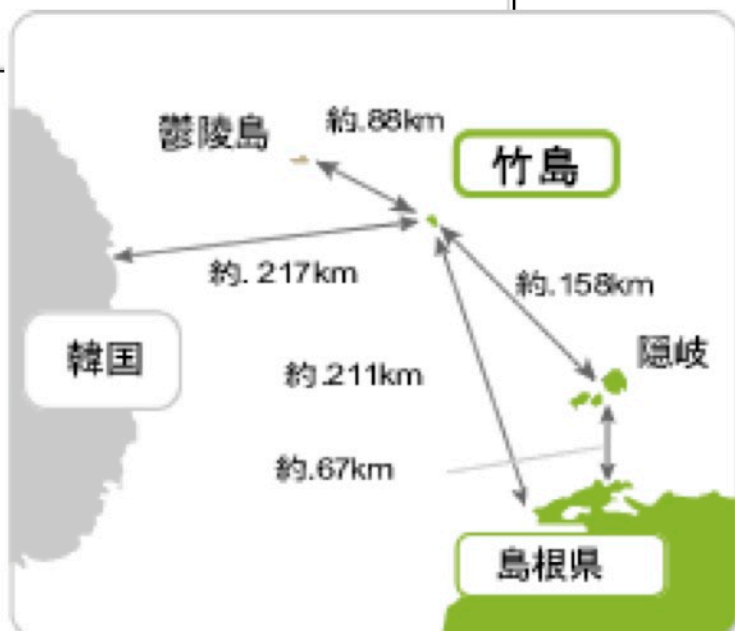 鬱陵島
約.88km
竹島
約. 217km
約.158km
韓国
約.211km
隠岐
約.67km
島根県